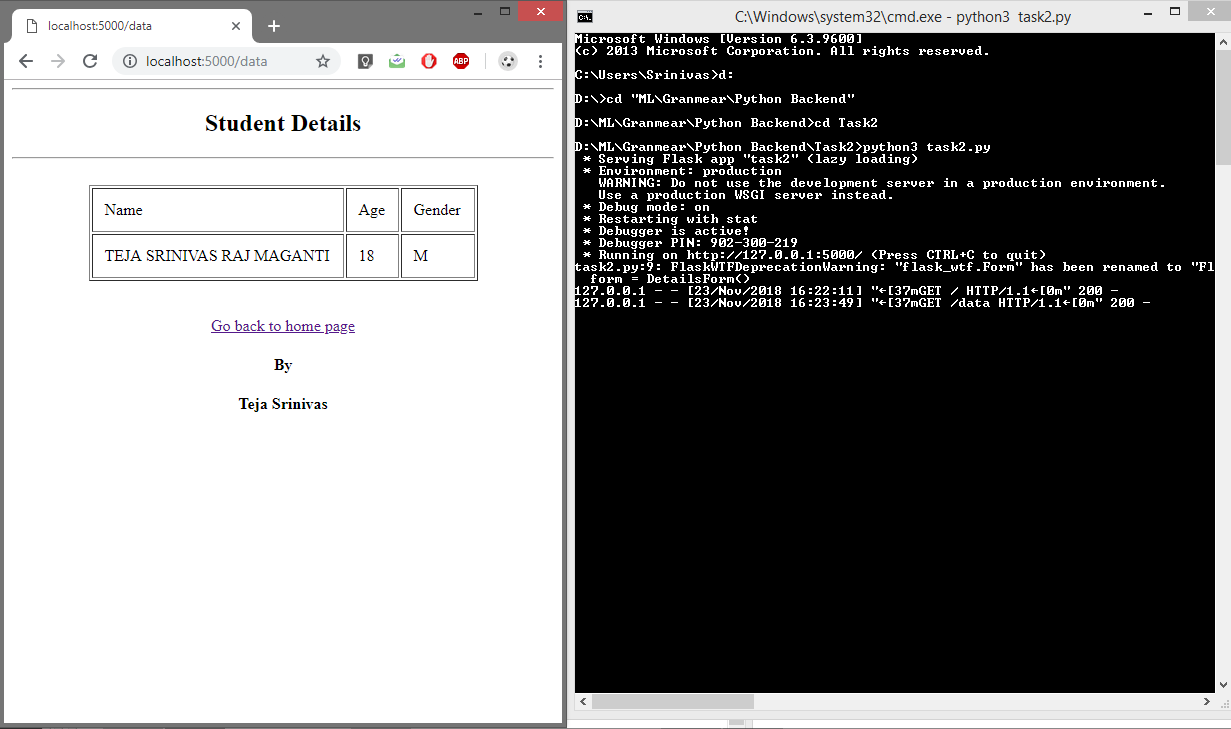 localhost:5000/data
localhost:5000/data
ABP
Student Details
Name Age Gender
TEJA SRINIVAS RAJ MAGANTI 18 M
Go back to home page
By
Teja Srinivas
C:\Windows\system32\cmd.exe - python3 task2.py
Microsoft Windows [Version 6.3.9600]
(c) 2013 Microsoft Corporation. All rights reserved.
C:\Users\Srinivas>d:
D:\>cd "ML\Granmear\Python Backend"
D:\ML\Granmear\Python Backend>cd Task2
D:\ML\Granmear\Python Backend\Task2>python3 task2.py
* Serving Flask app "task2" (lazy loading)
* Environment: production
WARNING: Do not use the development server in a production environment.
Use a production WSGI server instead.
* Debug mode: on
* Restarting with stat
* Debugger is active!
* Debugger PIN: 902-300-219
* Running on http://127.0.0.1:5000/ (Press CTRL+C to quit)
task2.py:9: FlaskWTFDeprecationWarning: "flask_wtf.Form" has been renamed to "Fl
form = DetailsForm()
127.0.0.1 - - [23/Nov/2018 16:22:11] "←[37mGET / HTTP/1.1←[0m" 200 -
127.0.0.1 - - [23/Nov/2018 16:23:49] "←[37mGET /data HTTP/1.1←[0m" 200 -